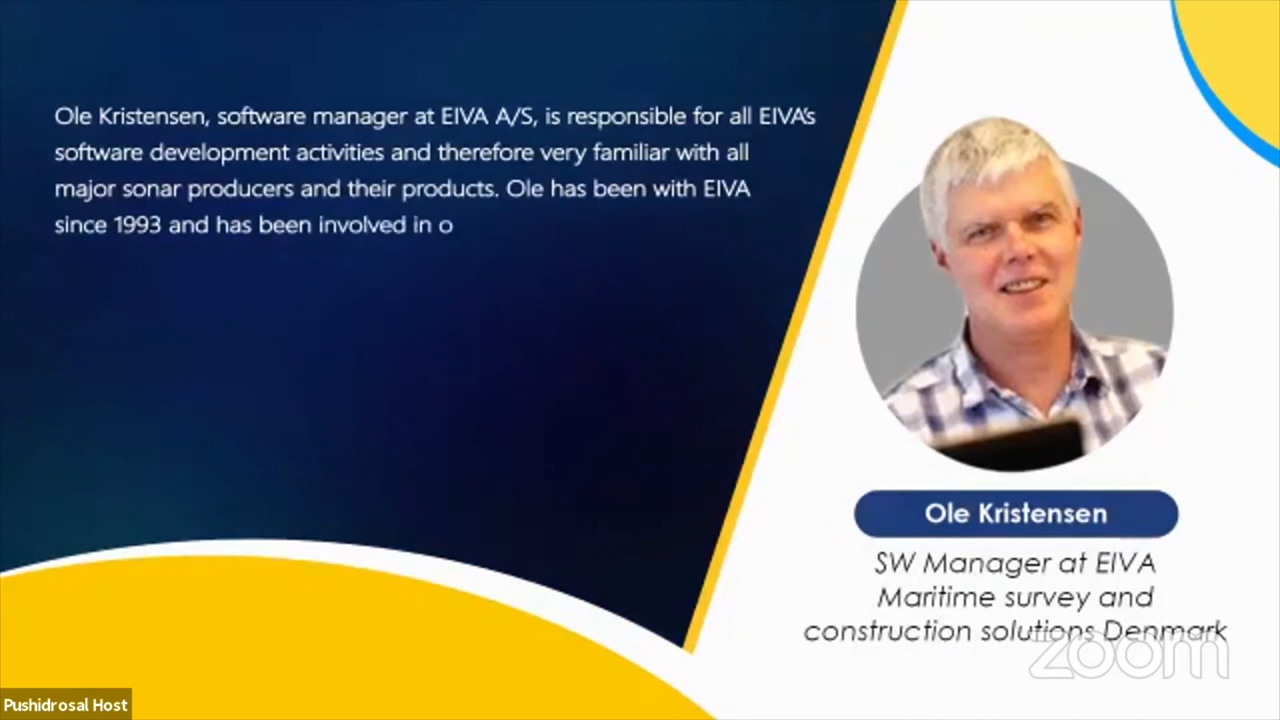 Ole Kristensen, software manager at EIVA A/S, is responsible for all EIVA's
software development activities and therefore very familiar with all
major sonar producers and their products. Ole has been with EIVA
since 1993 and has been involved in o
Ole Kristensen
SW Manager at EIVA
Maritime survey and
construction solutions Denmark
zoom
Pushidrosal Host